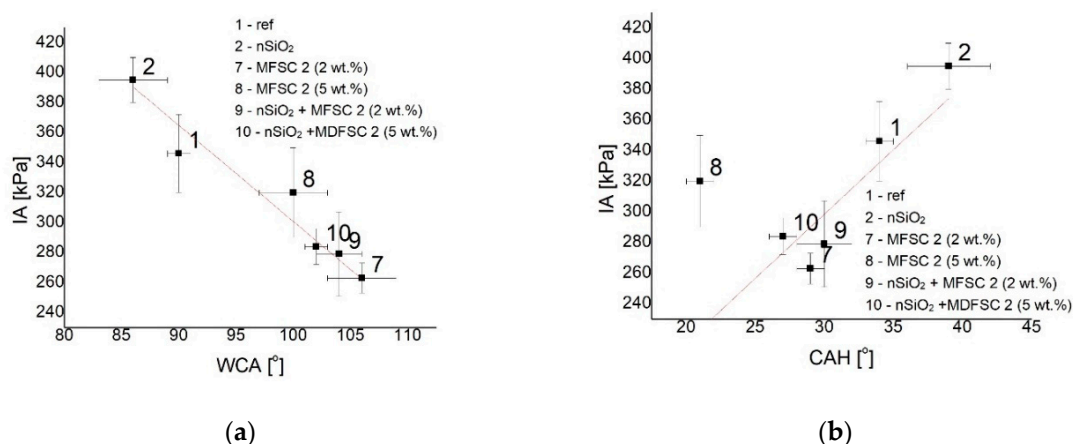 1 - ref
2 - nSiO₂
7 - MFSC 2 (2 wt.%)
8 - MFSC 2 (5 wt.%)
9 - nSiO₂ + MFSC 2 (2 wt.%)
10 - nSiO₂ +MDFSC 2 (5 wt.%)
IA [kPa]
420
400
380
360
340
320
300
280
260
240
2
1
8
10
9
7
80 85 90 95 100 105 110
WCA [°]
(a)
IA [kPa]
420
400
380
360
340
320
300
280
260
240
2
1
8
10
9
7
1 - ref
2 - nSiO₂
7 - MFSC 2 (2 wt.%)
8 - MFSC 2 (5 wt.%)
9 - nSiO₂ + MFSC 2 (2 wt.%)
10 - nSiO₂ +MDFSC 2 (5 wt.%)
20 25 30 35 40 45
CAH [°]
(b)